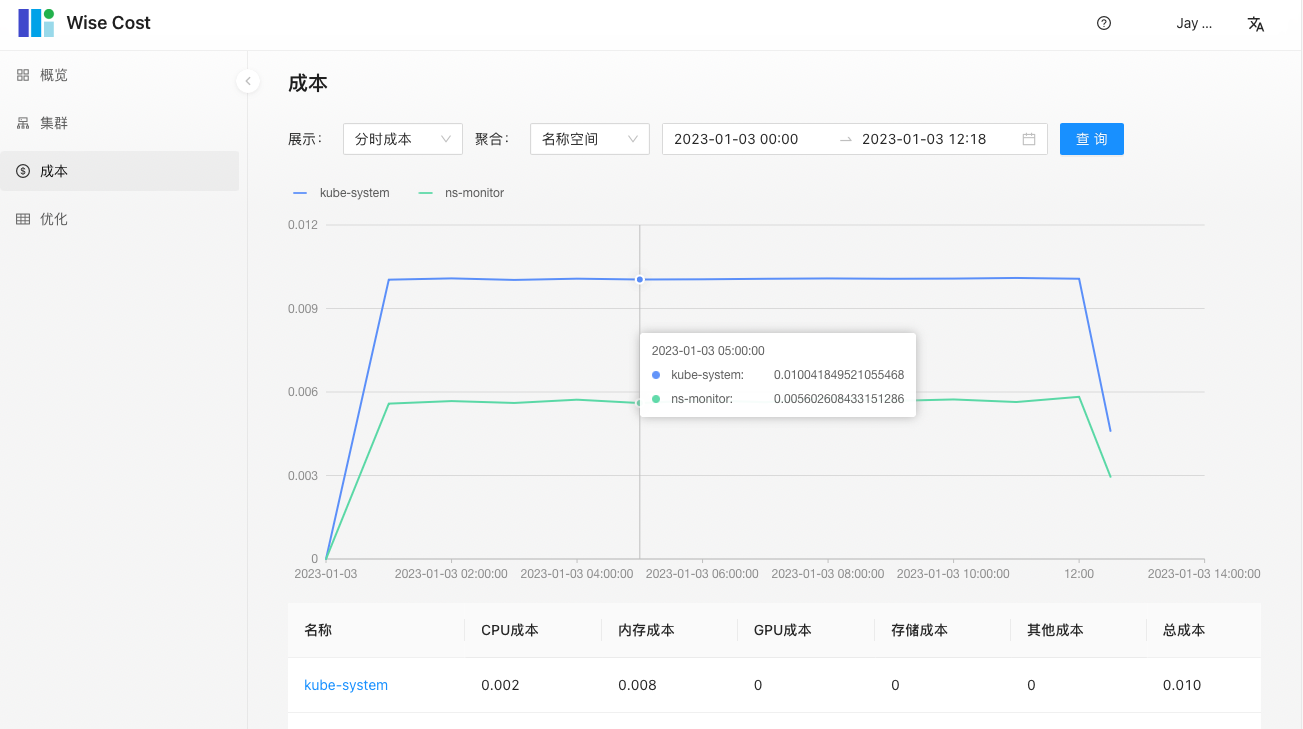 Wise Cost
Jay ...
概览
集群
成本
优化
成本
展示： 分时成本 聚合： 名称空间 2023-01-03 00:00 → 2023-01-03 12:18 查 询
kube-system ns-monitor
0.012
0.009
0.006
0.003
0
2023-01-03 05:00:00
kube-system: 0.010041849521055468
ns-monitor: 0.005602608433151286
2023-01-03 2023-01-03 02:00:00 2023-01-03 04:00:00 2023-01-03 06:00:00 2023-01-03 08:00:00 2023-01-03 10:00:00 12:00 2023-01-03 14:00:00
名称 CPU成本 内存成本 GPU成本 存储成本 其他成本 总成本
kube-system 0.002 0.008 0 0 0 0.010